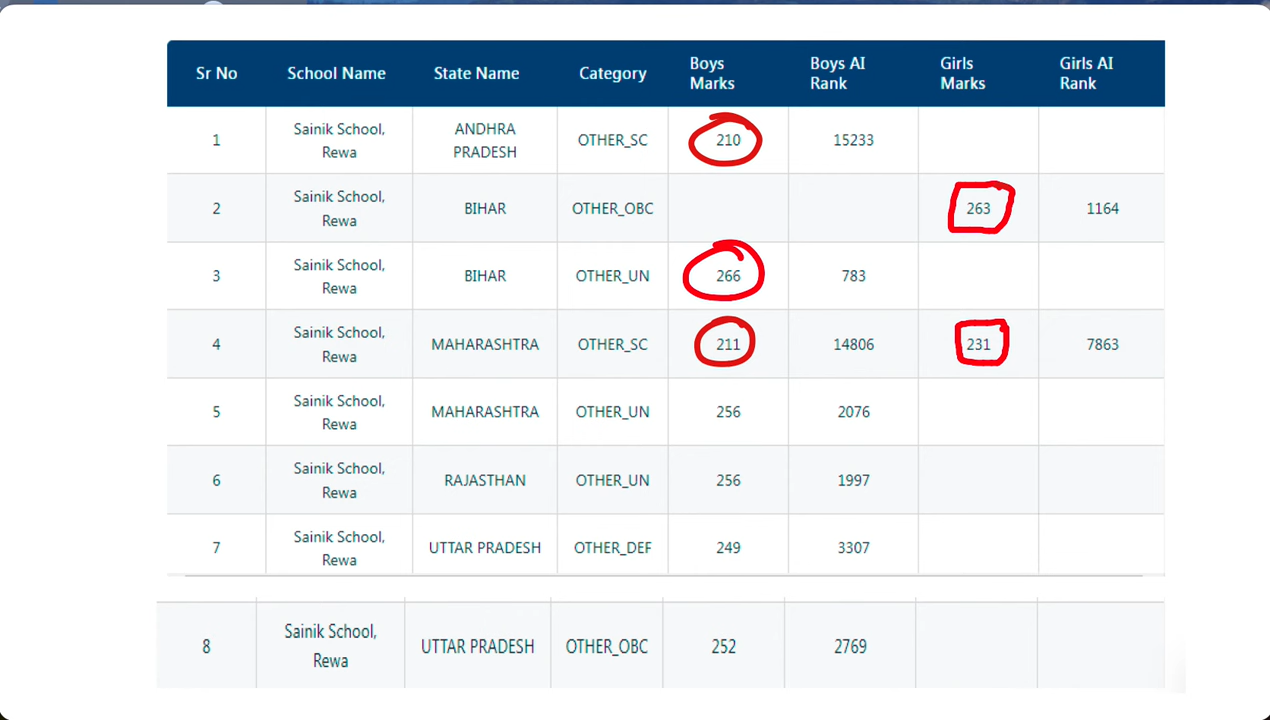 Sr No School Name State Name Category Boys Marks Boys AI Rank Girls Marks Girls AI Rank
1 Sainik School, Rewa ANDHRA PRADESH OTHER_SC 210 15233
2 Sainik School, Rewa BIHAR OTHER_OBC 263 1164
3 Sainik School, Rewa BIHAR OTHER_UN 266 783
4 Sainik School, Rewa MAHARASHTRA OTHER_SC 211 14806 231 7863
5 Sainik School, Rewa MAHARASHTRA OTHER_UN 256 2076
6 Sainik School, Rewa RAJASTHAN OTHER_UN 256 1997
7 Sainik School, Rewa UTTAR PRADESH OTHER_DEF 249 3307
8 Sainik School, Rewa UTTAR PRADESH OTHER_OBC 252 2769